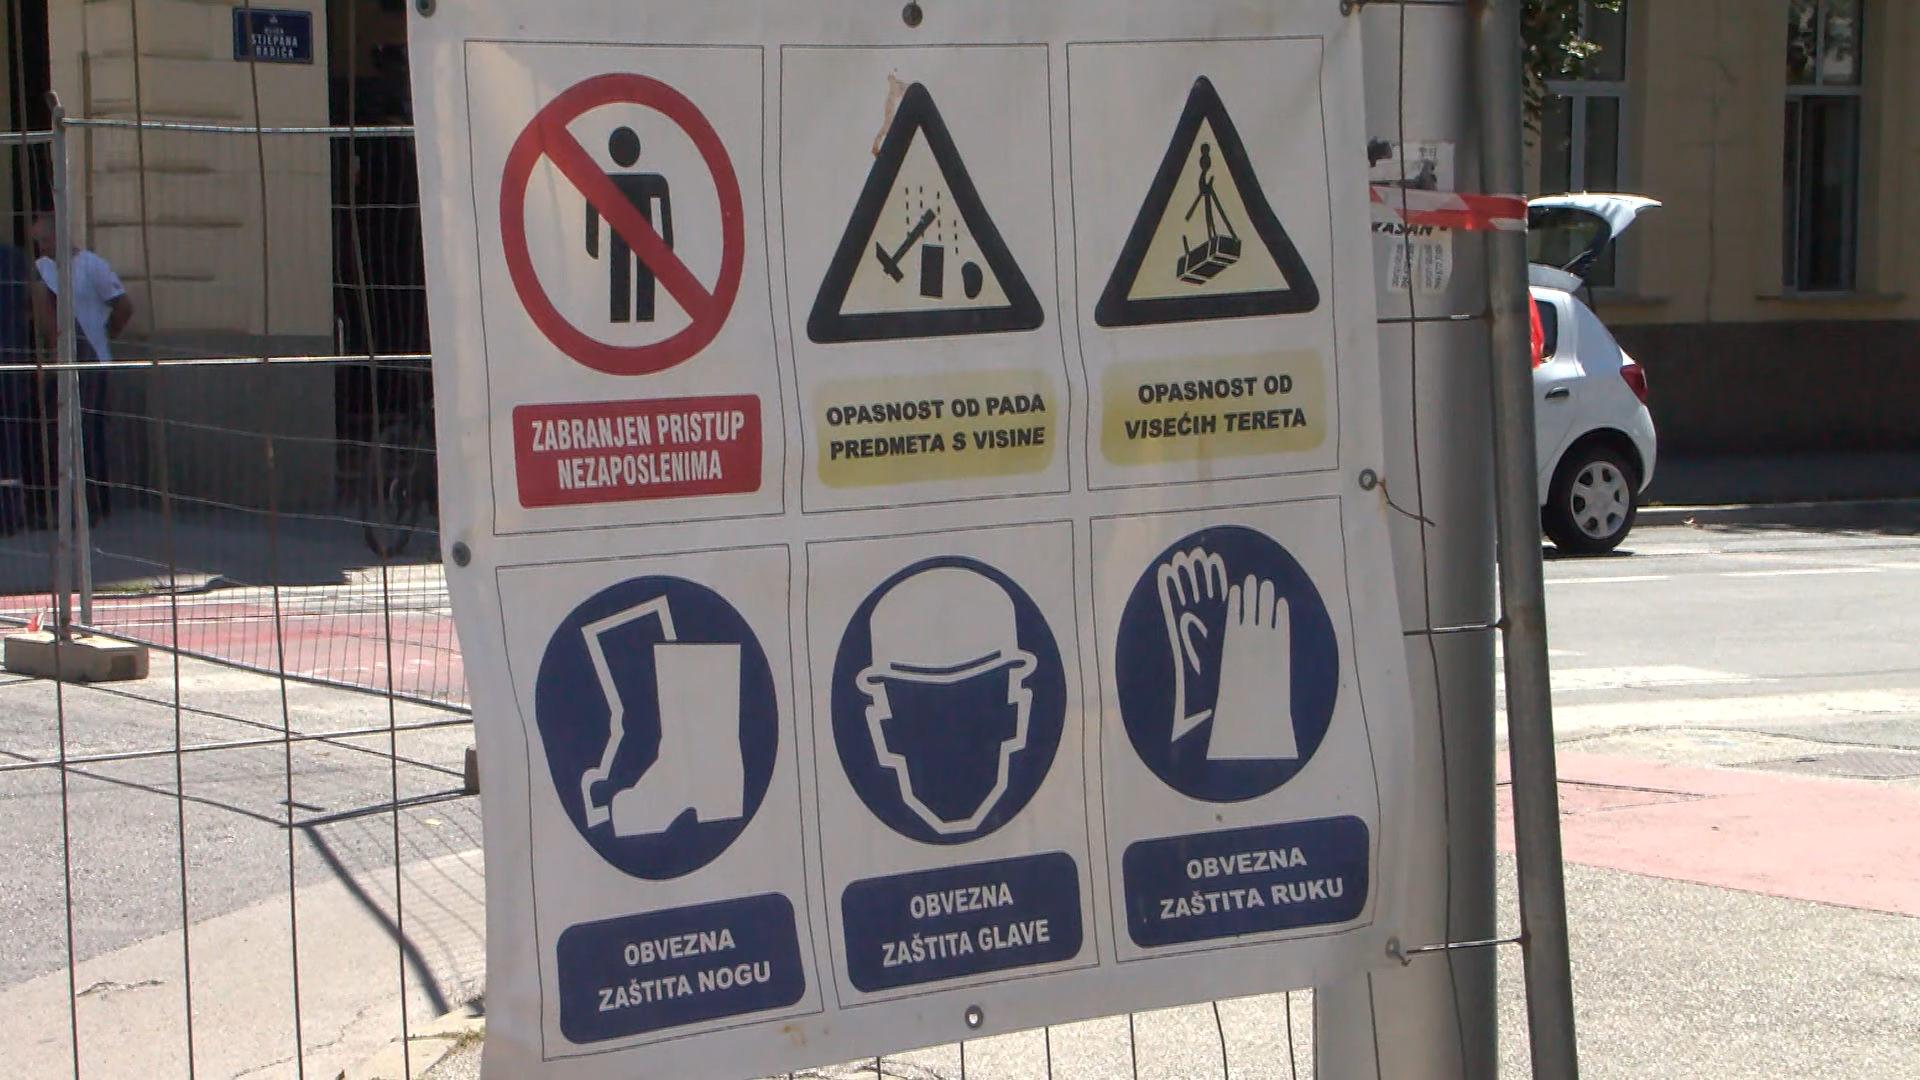 ULICA
STJEPANA
RADIĆA
ZABRANJEN PRISTUP
NEZAPOSLENIMA
OPASNOST OD PADA
PREDMETA S VISINE
OPASNOST OD
VISEĆIH TERETA
OBVEZNA
ZAŠTITA NOGU
OBVEZNA
ZAŠTITA GLAVE
OBVEZNA
ZAŠTITA RUKU